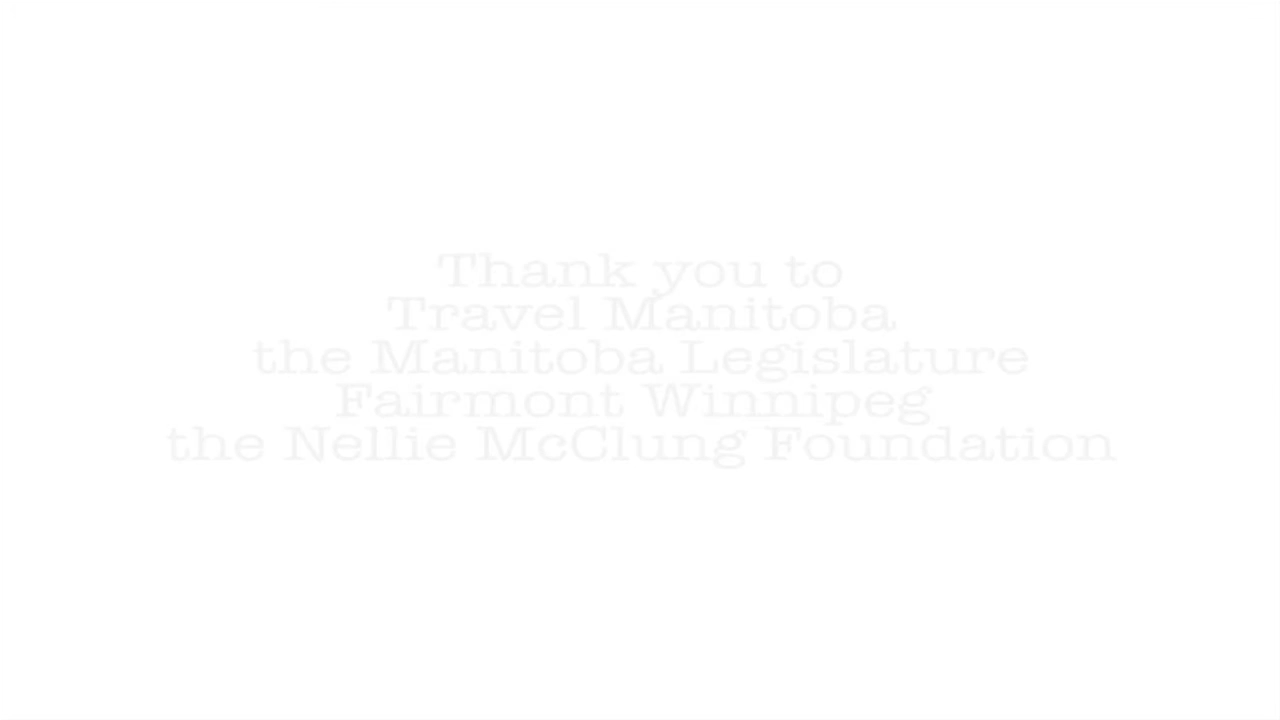 Thank you to
Travel Manitoba
the Manitoba Legislature
Fairmont Winnipeg
the Nellie McClung Foundation